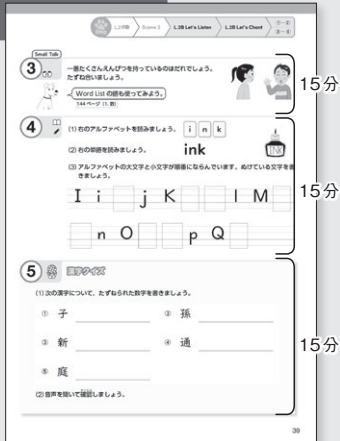 L.2扉 Scene 2 L.2B Let's Listen L.2B Let's Chant ①-② ③-④
Small Talk
3 一番たくさんえんぴつを持っているのはだれでしょう。
たずね合いましょう。
Word List の語も使ってみよう。
144 ページ (1. 数)
15分
4 (1) 右のアルファベットを読みましょう。 i n k
(2) 右の単語を読みましょう。 ink INK
(3) アルファベットの大文字と小文字が順番にならんでいます。ぬけている文字を書
きましょう。
I i j K l M
n O p Q
15分
5 漢字クイズ
(1) 次の漢字について、たずねられた数字を書きましょう。
① 子 ② 孫
③ 新 ④ 通
⑤ 庭
(2) 音声を聞いて確認しましょう。
15分
39